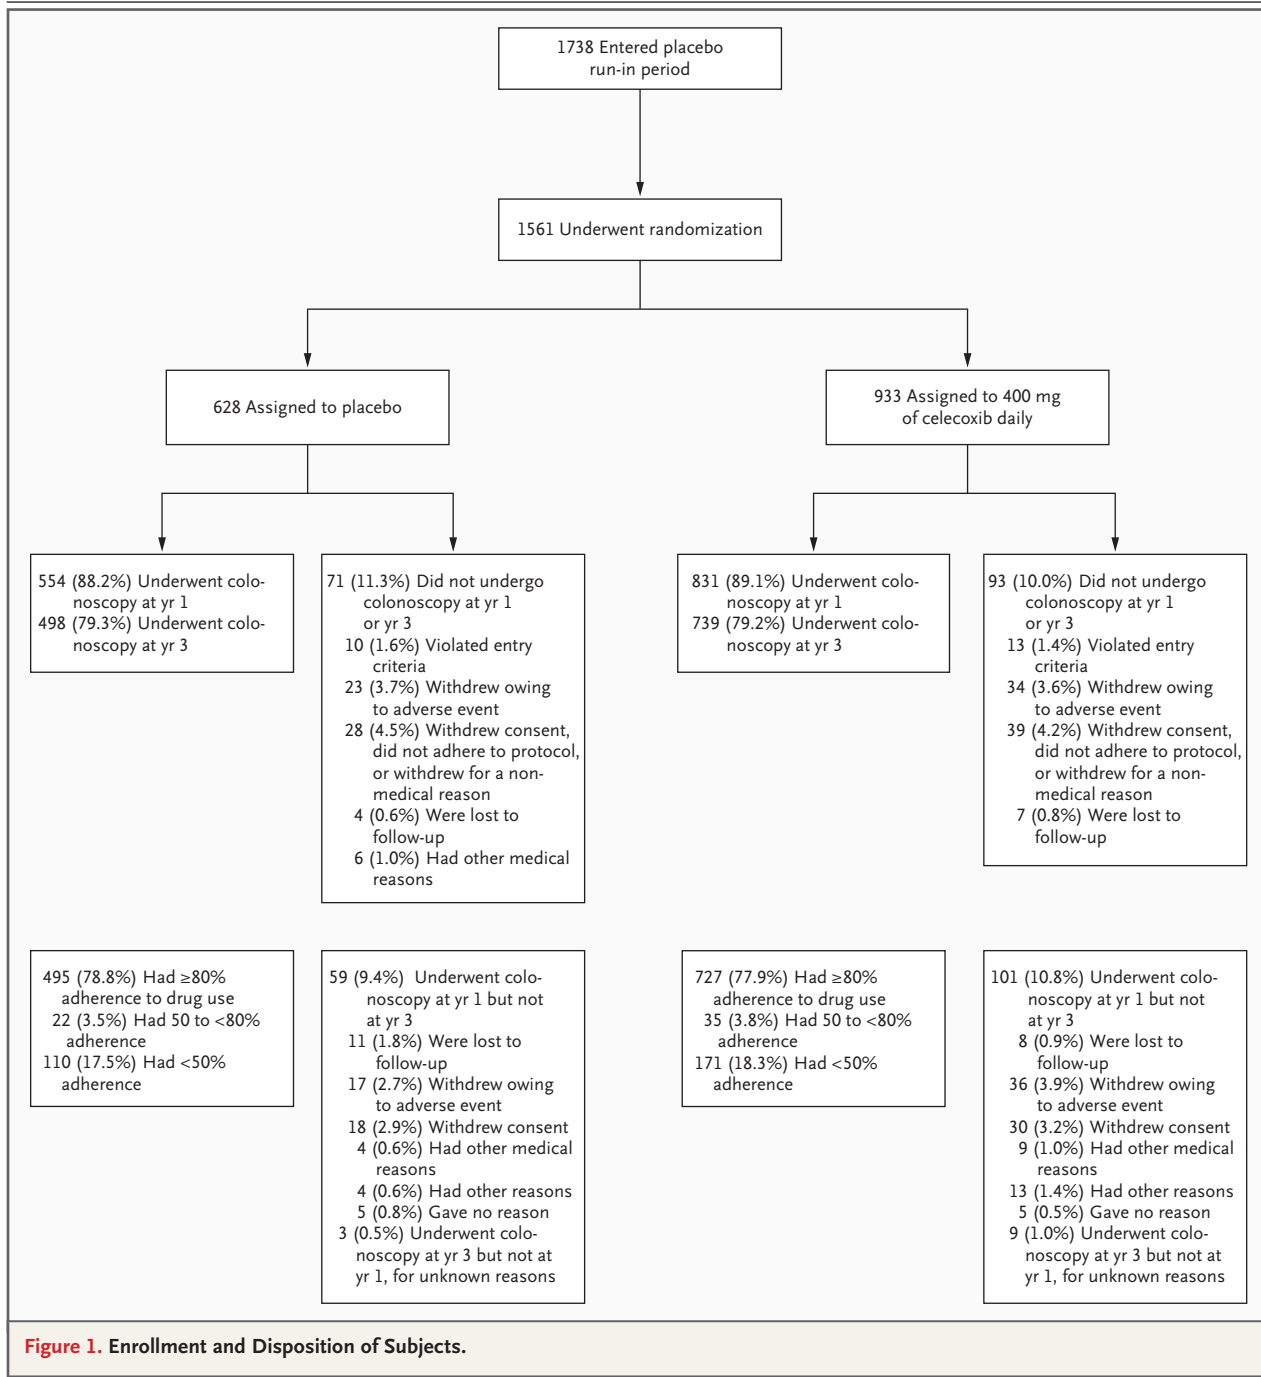 1738 Entered placebo
run-in period
1561 Underwent randomization
628 Assigned to placebo
933 Assigned to 400 mg
of celecoxib daily
554 (88.2%) Underwent colo-
noscopy at yr 1
498 (79.3%) Underwent colo-
noscopy at yr 3
71 (11.3%) Did not undergo
colonoscopy at yr 1
or yr 3
10 (1.6%) Violated entry
criteria
23 (3.7%) Withdrew owing
to adverse event
28 (4.5%) Withdrew consent,
did not adhere to protocol,
or withdrew for a non-
medical reason
4 (0.6%) Were lost to
follow-up
6 (1.0%) Had other medical
reasons
831 (89.1%) Underwent colo-
noscopy at yr 1
739 (79.2%) Underwent colo-
noscopy at yr 3
93 (10.0%) Did not undergo
colonoscopy at yr 1
or yr 3
13 (1.4%) Violated entry
criteria
34 (3.6%) Withdrew owing
to adverse event
39 (4.2%) Withdrew consent,
did not adhere to protocol,
or withdrew for a non-
medical reason
7 (0.8%) Were lost to
follow-up
495 (78.8%) Had ≥80%
adherence to drug use
22 (3.5%) Had 50 to <80%
adherence
110 (17.5%) Had <50%
adherence
59 (9.4%) Underwent colo-
noscopy at yr 1 but not
at yr 3
11 (1.8%) Were lost to
follow-up
17 (2.7%) Withdrew owing
to adverse event
18 (2.9%) Withdrew consent
4 (0.6%) Had other medical
reasons
4 (0.6%) Had other reasons
5 (0.8%) Gave no reason
3 (0.5%) Underwent colo-
noscopy at yr 3 but not at
yr 1, for unknown reasons
727 (77.9%) Had ≥80%
adherence to drug use
35 (3.8%) Had 50 to <80%
adherence
171 (18.3%) Had <50%
adherence
101 (10.8%) Underwent colo-
noscopy at yr 1 but not
at yr 3
8 (0.9%) Were lost to
follow-up
36 (3.9%) Withdrew owing
to adverse event
30 (3.2%) Withdrew consent
9 (1.0%) Had other medical
reasons
13 (1.4%) Had other reasons
5 (0.5%) Gave no reason
9 (1.0%) Underwent colo-
noscopy at yr 3 but not at
yr 1, for unknown reasons
Figure 1. Enrollment and Disposition of Subjects.